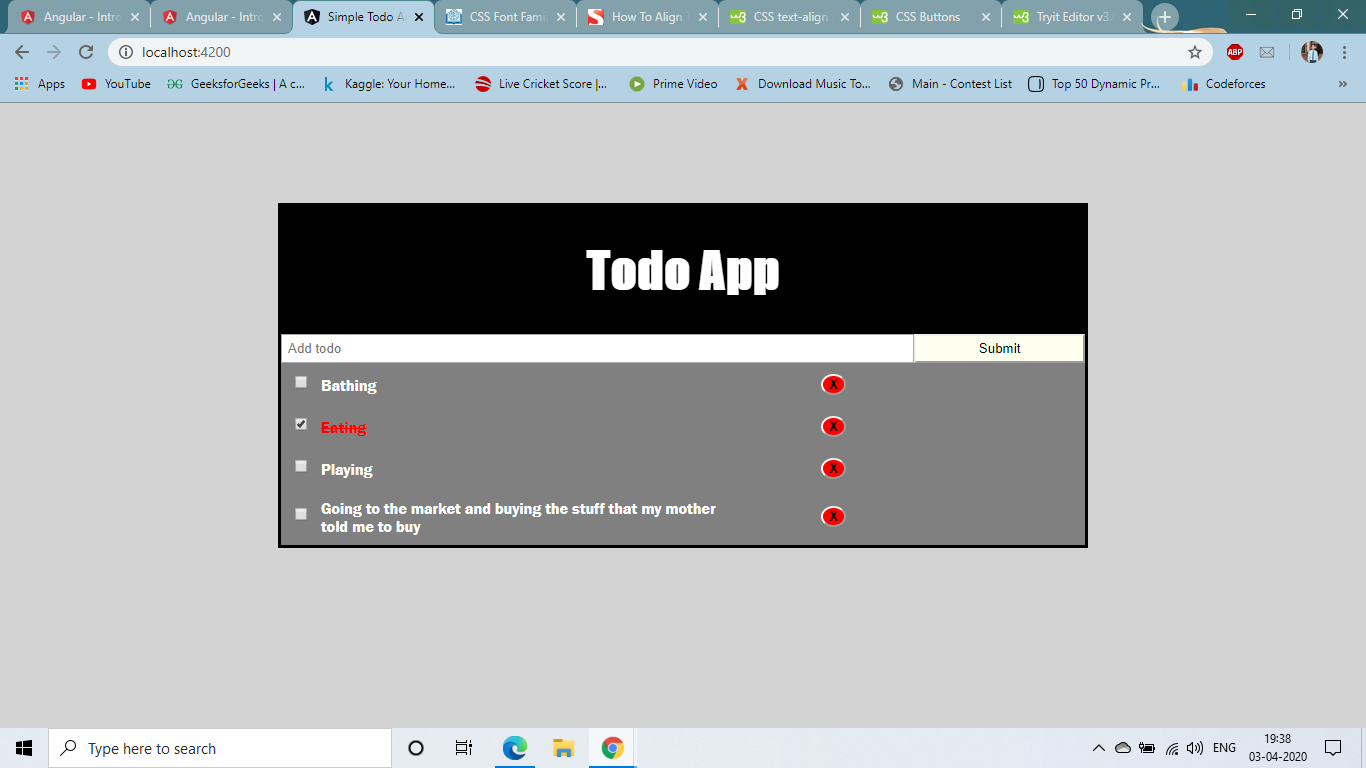 Angular - Intro
Angular - Intro
Simple Todo A
CSS Font Fami
How To Align T
CSS text-align
CSS Buttons
Tryit Editor v3.
localhost:4200
ABP
Apps
YouTube
GeeksforGeeks | A c...
Kaggle: Your Home...
Live Cricket Score |...
Prime Video
Download Music To...
Main - Contest List
Top 50 Dynamic Pr...
Codeforces
»
Todo App
Add todo
Submit
Bathing
X
Eating
X
Playing
X
Going to the market and buying the stuff that my mother
told me to buy
X
Type here to search
ENG
19:38
03-04-2020